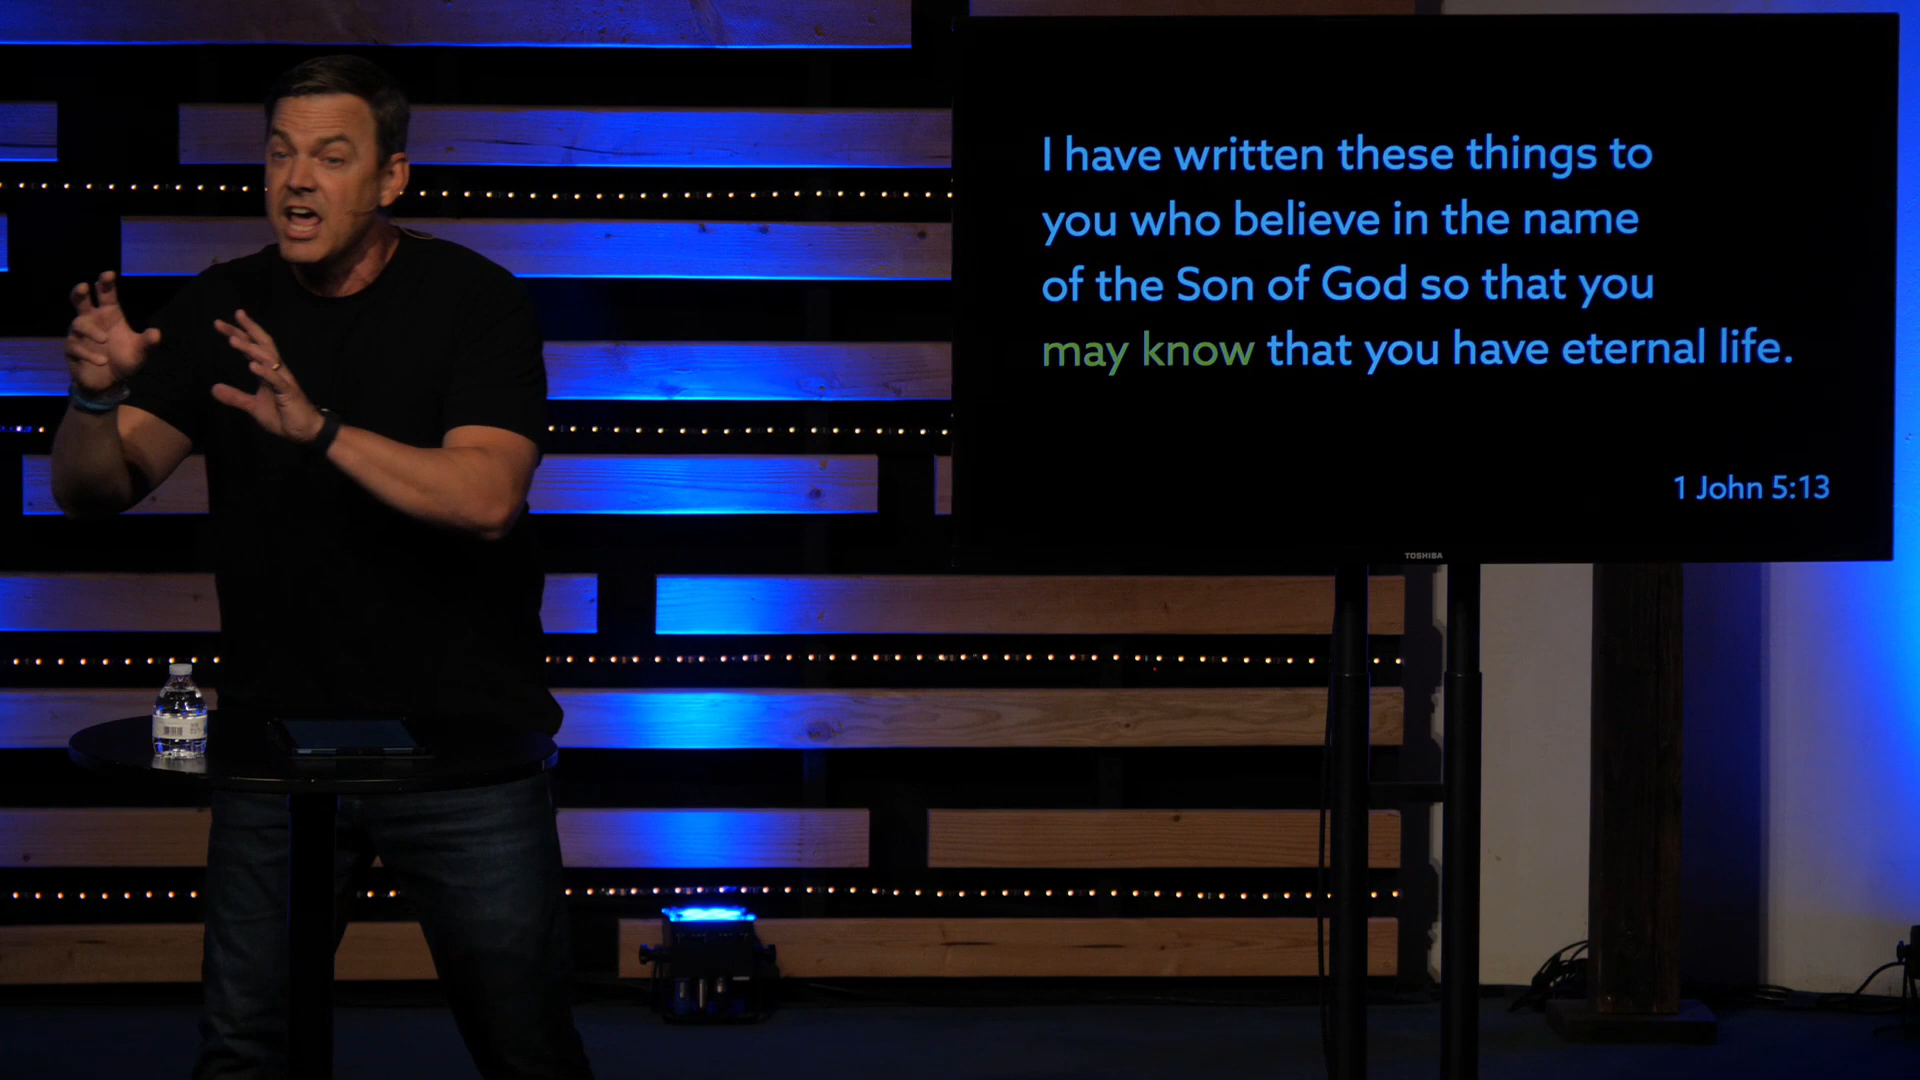 I have written these things to
you who believe in the name
of the Son of God so that you
may know that you have eternal life.
1 John 5:13
TOSHIBA